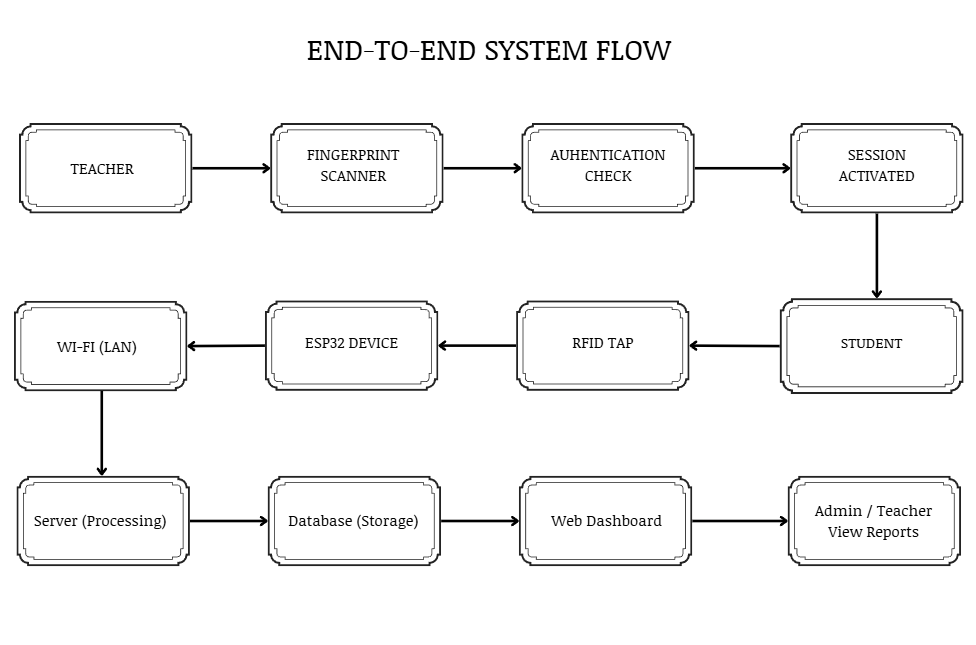 END-TO-END SYSTEM FLOW
TEACHER
FINGERPRINT
SCANNER
AUHENTICATION
CHECK
SESSION
ACTIVATED
STUDENT
RFID TAP
ESP32 DEVICE
WI-FI (LAN)
Server (Processing)
Database (Storage)
Web Dashboard
Admin / Teacher
View Reports